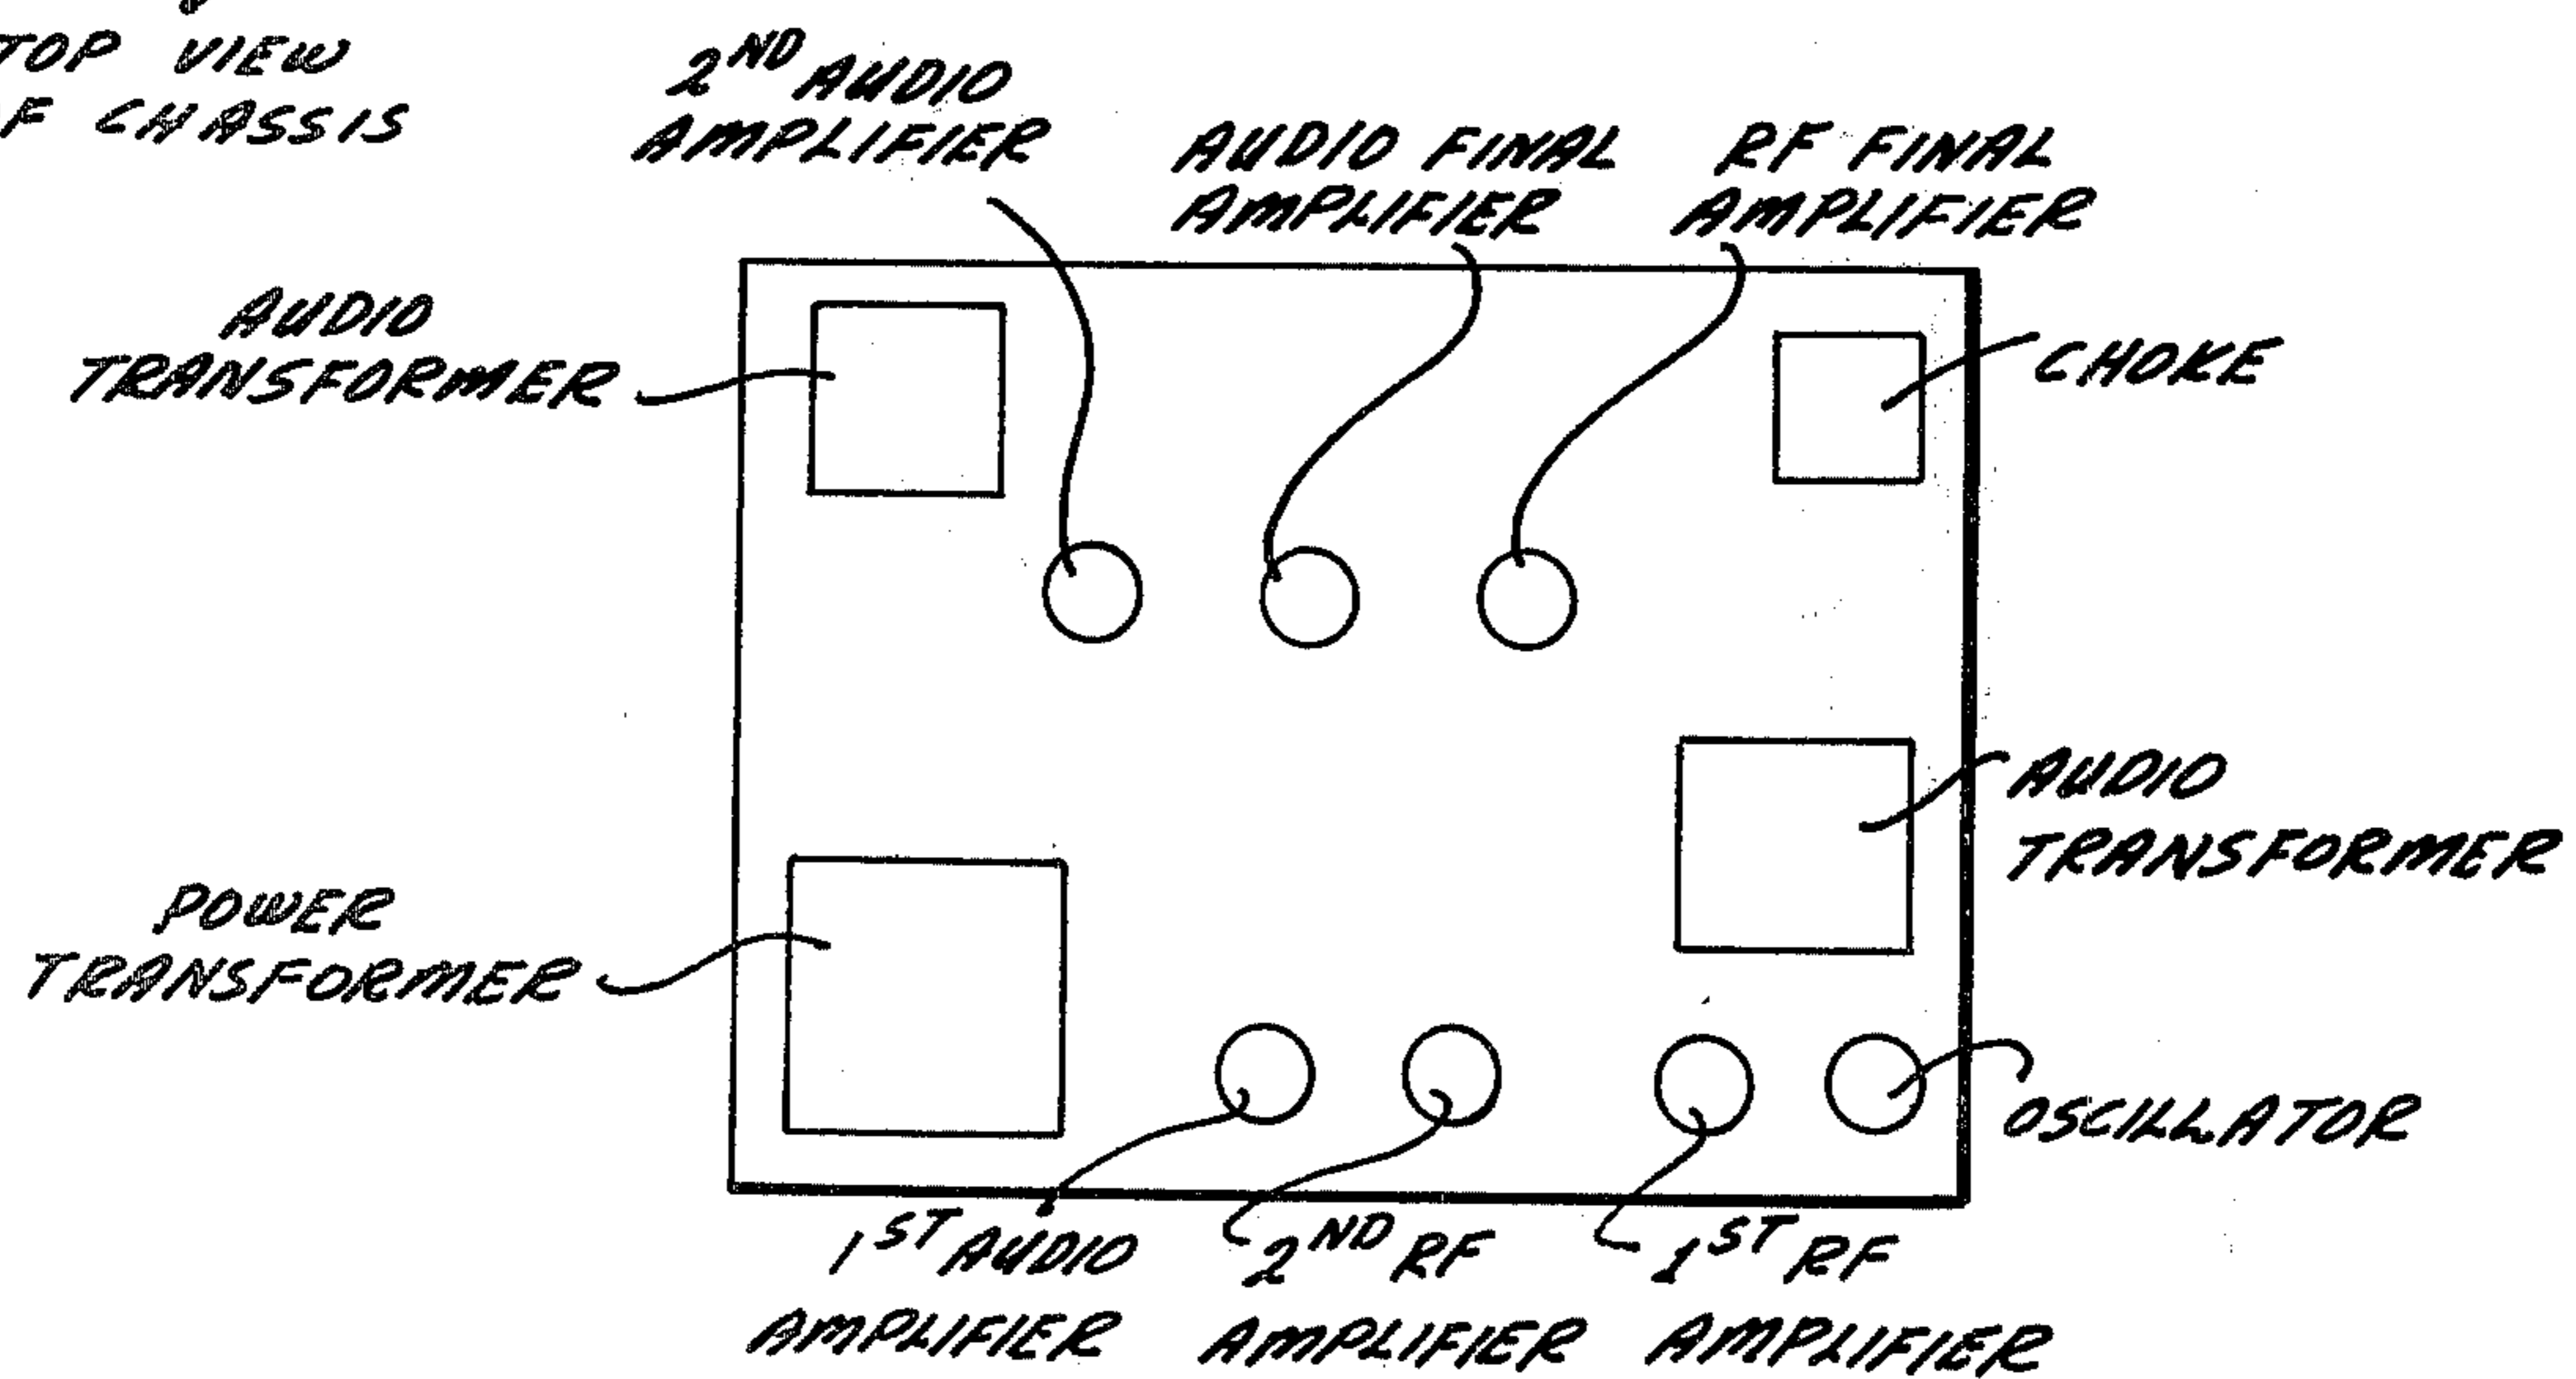 TOP VIEW
OF CHASSIS
2ND AUDIO
AMPLIFIER
AUDIO FINAL
AMPLIFIER
RF FINAL
AMPLIFIER
AUDIO
TRANSFORMER
CHOKE
AUDIO
TRANSFORMER
POWER
TRANSFORMER
OSCILLATOR
1ST AUDIO
AMPLIFIER
2ND RF
AMPLIFIER
1ST RF
AMPLIFIER